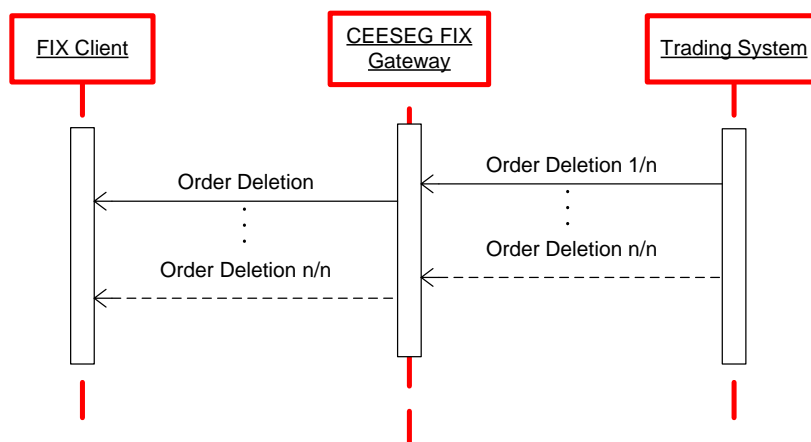 FIX Client
CEESEG FIX
Gateway
Trading System
Order Deletion 1/n
Order Deletion
Order Deletion n/n
Order Deletion n/n